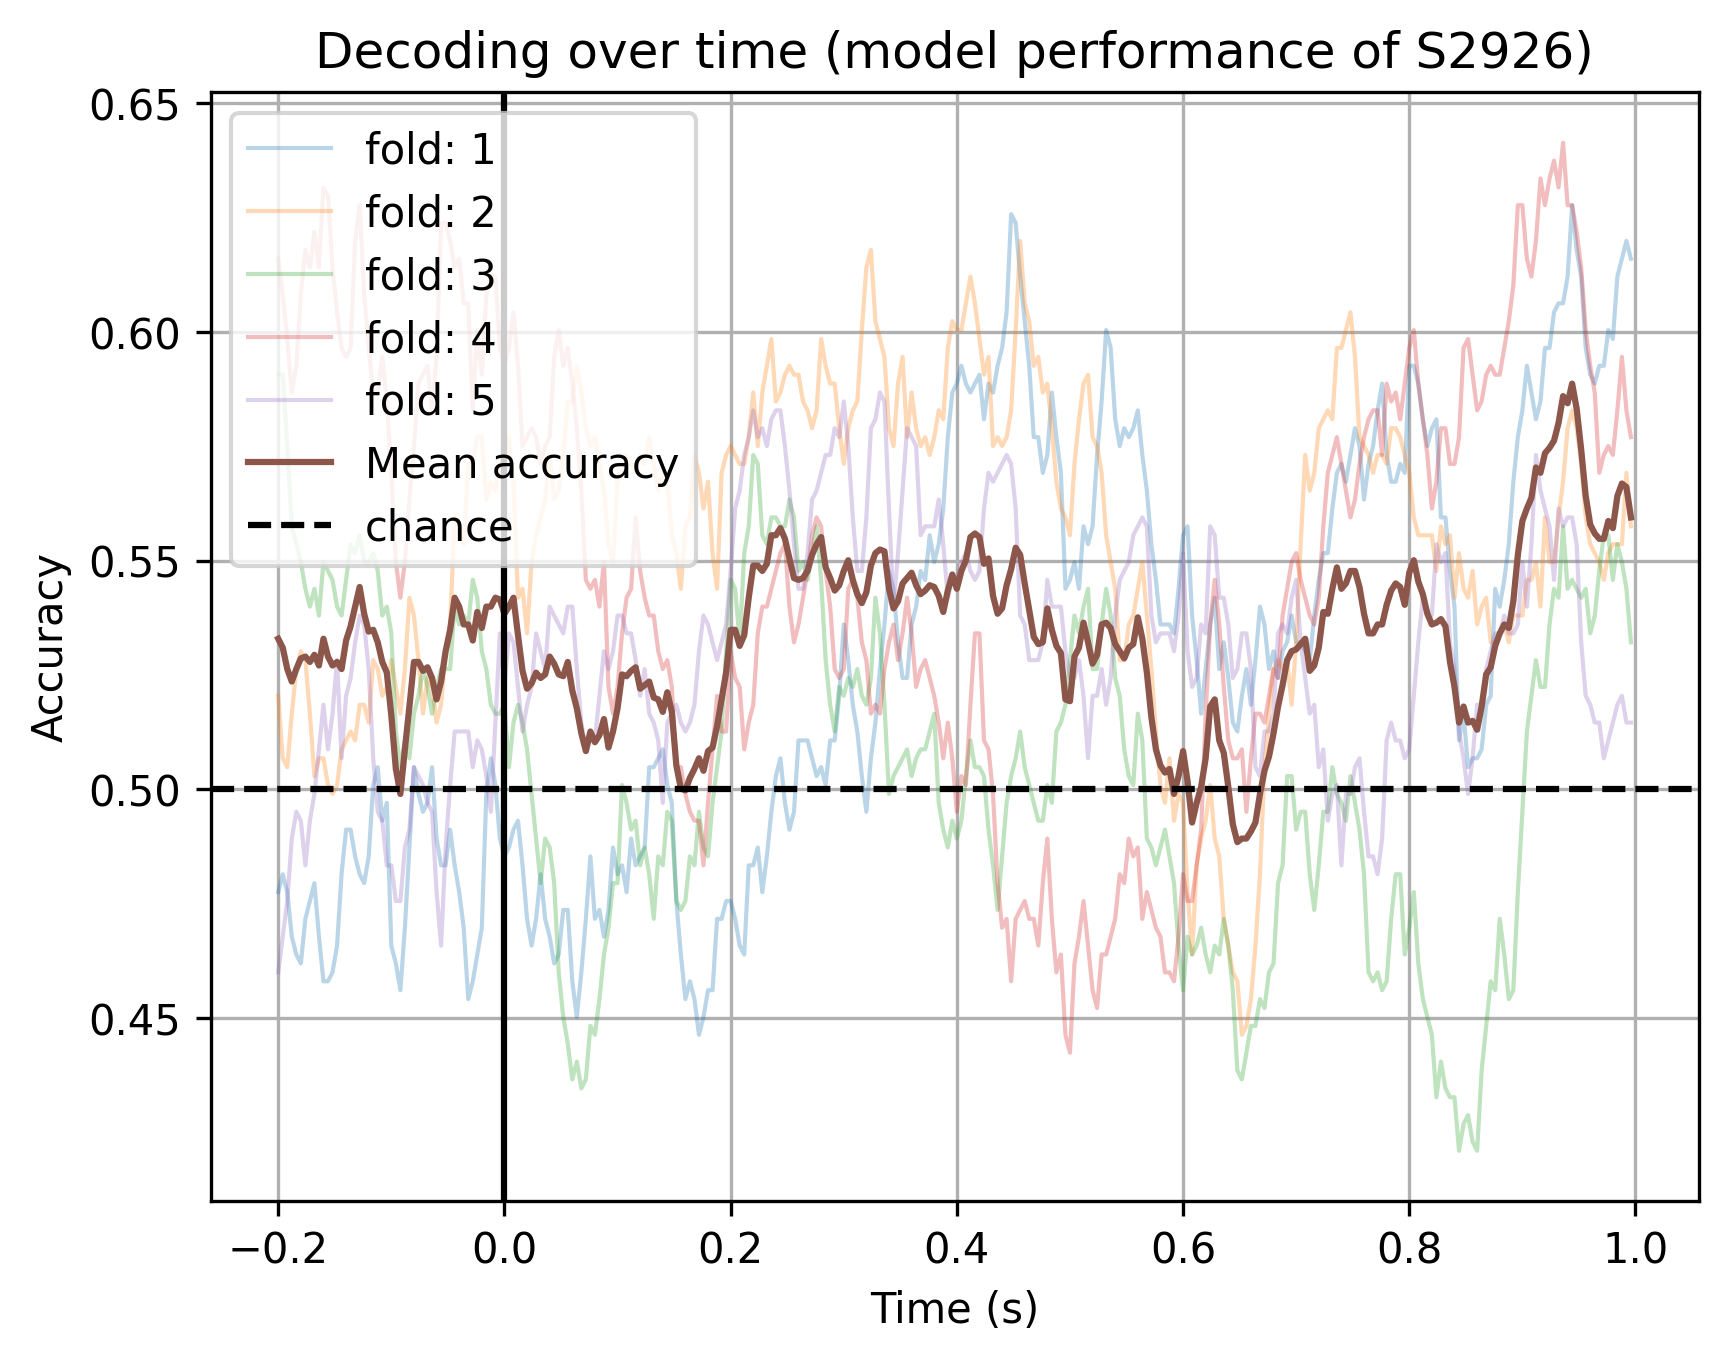 Decoding over time (model performance of S2926)
0.65
0.60
0.55
0.50
0.45
Accuracy
fold: 1
fold: 2
fold: 3
fold: 4
fold: 5
Mean accuracy
chance
−0.2 0.0 0.2 0.4 0.6 0.8 1.0
Time (s)